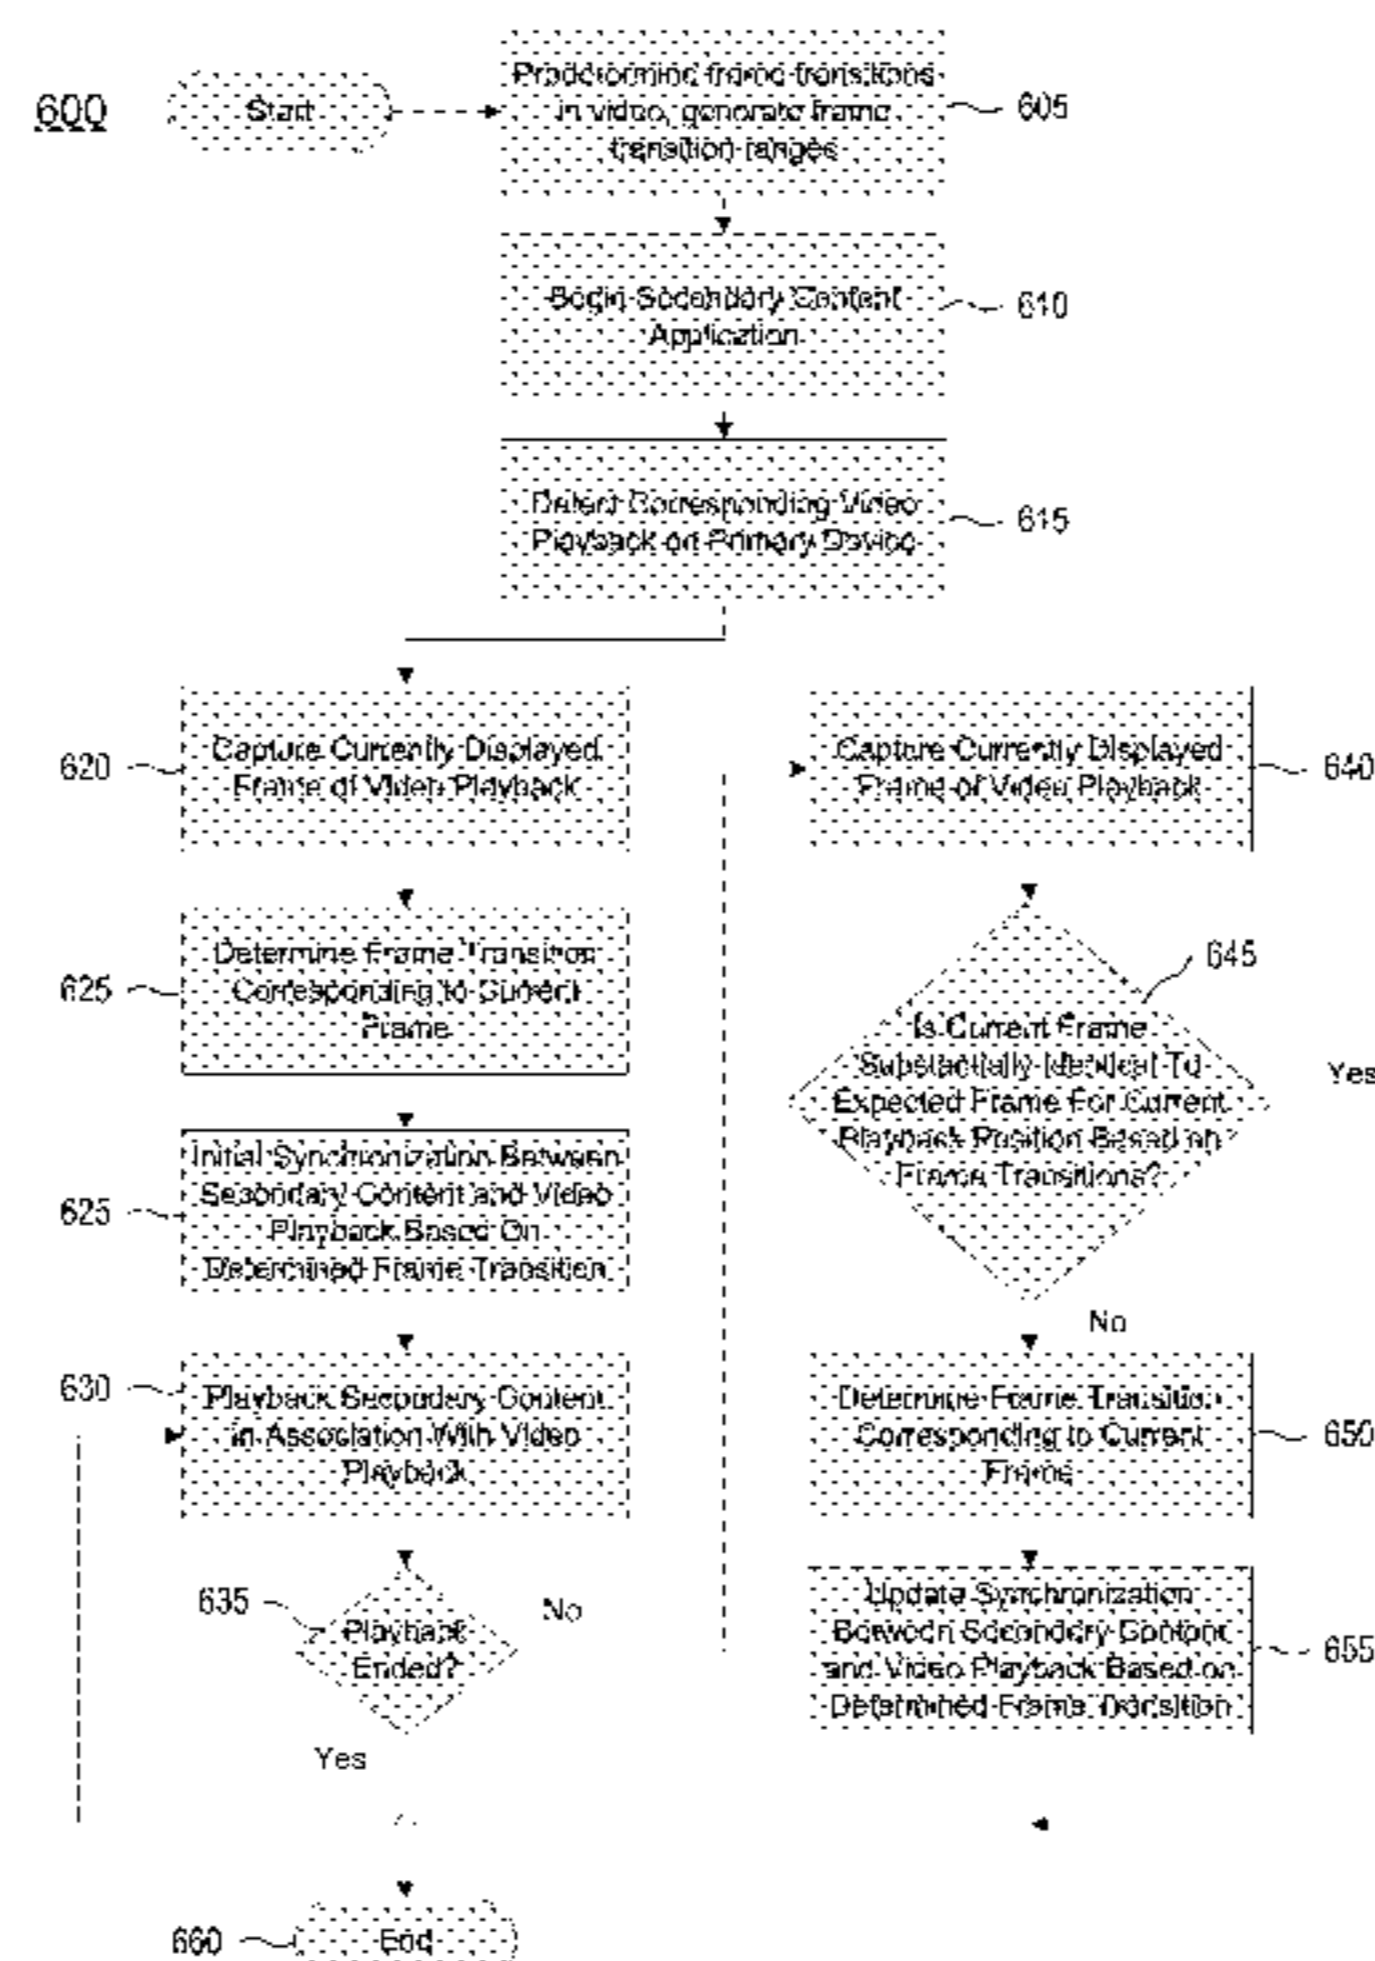 600
Start
Predetermine frame transitions
in video, generate frame
transition ranges
605
Begin Secondary Content
Application
610
Detect Corresponding Video
Playback on Primary Device
615
Capture Currently Displayed
Frame of Video Playback
620
Determine Frame Transition
Corresponding to Current
Frame
625
Initial Synchronization Between
Secondary Content and Video
Playback Based On
Determined Frame Transition
625
Playback Secondary Content
in Association With Video
Playback
630
Playback
Ended?
635
No
Yes
Capture Currently Displayed
Frame of Video Playback
640
Is Current Frame
Substantially Identical To
Expected Frame For Current
Playback Position Based on
Frame Transitions?
645
Yes
No
Determine Frame Transition
Corresponding to Current
Frame
650
Update Synchronization
Between Secondary Content
and Video Playback Based on
Determined Frame Transition
655
End
660